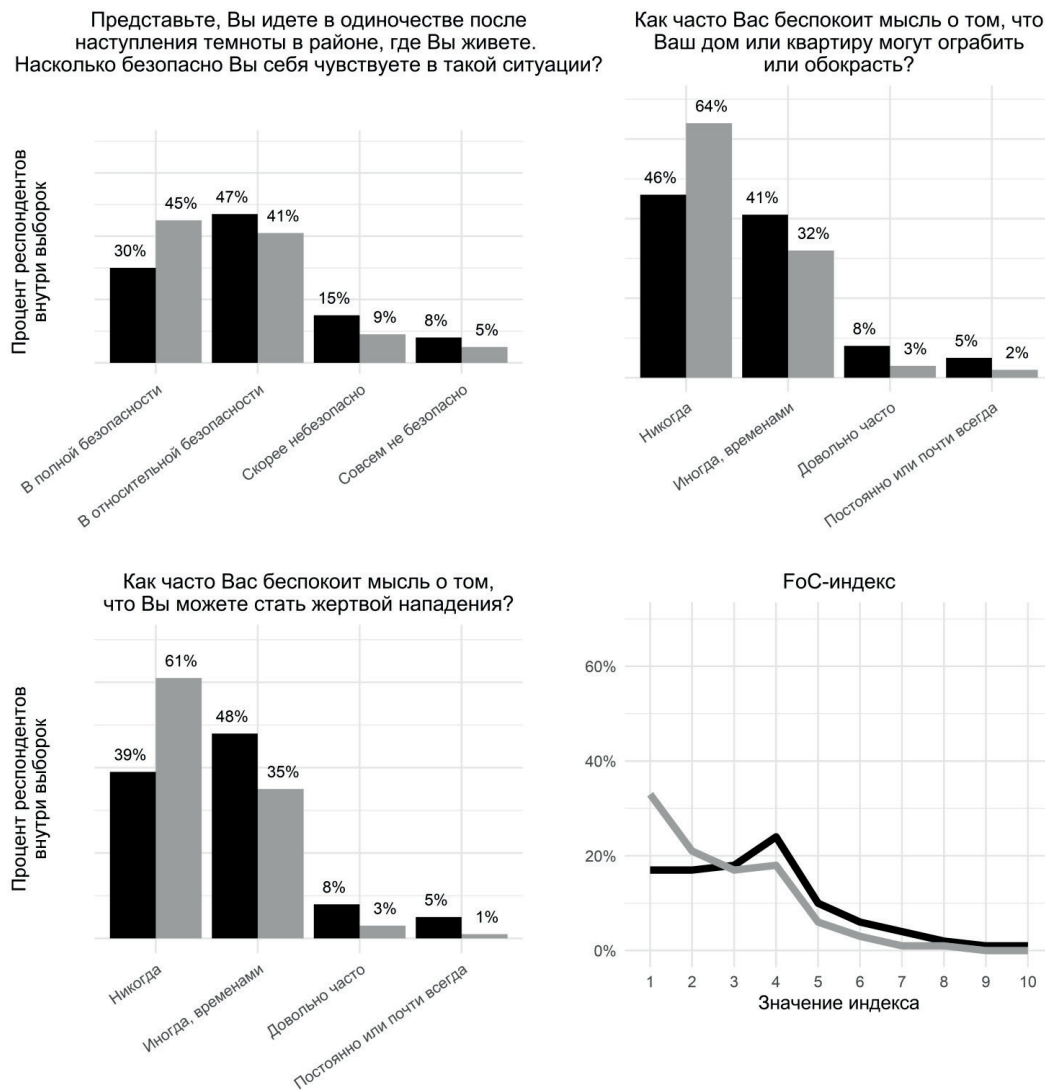 Представьте, Вы идете в одиночестве после
наступления темноты в районе, где Вы живете.
Насколько безопасно Вы себя чувствуете в такой ситуации?
Процент респондентов
внутри выборок
30%
45%
47%
41%
15%
9%
8%
5%
В полной безопасности
В относительной безопасности
Скорее небезопасно
Совсем не безопасно
Как часто Вас беспокоит мысль о том, что
Ваш дом или квартиру могут ограбить
или обокрасть?
46%
64%
41%
32%
8%
3%
5%
2%
Никогда
Иногда, временами
Довольно часто
Постоянно или почти всегда
Как часто Вас беспокоит мысль о том,
что Вы можете стать жертвой нападения?
Процент респондентов
внутри выборок
39%
61%
48%
35%
8%
3%
5%
1%
Никогда
Иногда, временами
Довольно часто
Постоянно или почти всегда
FoC-индекс
60%
40%
20%
0%
1 2 3 4 5 6 7 8 9 10
Значение индекса